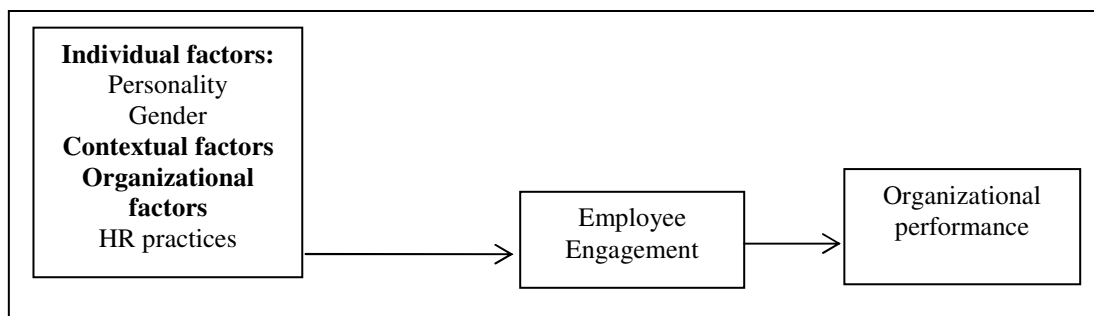 Individual factors:
Personality
Gender
Contextual factors
Organizational
factors
HR practices
Employee
Engagement
Organizational
performance